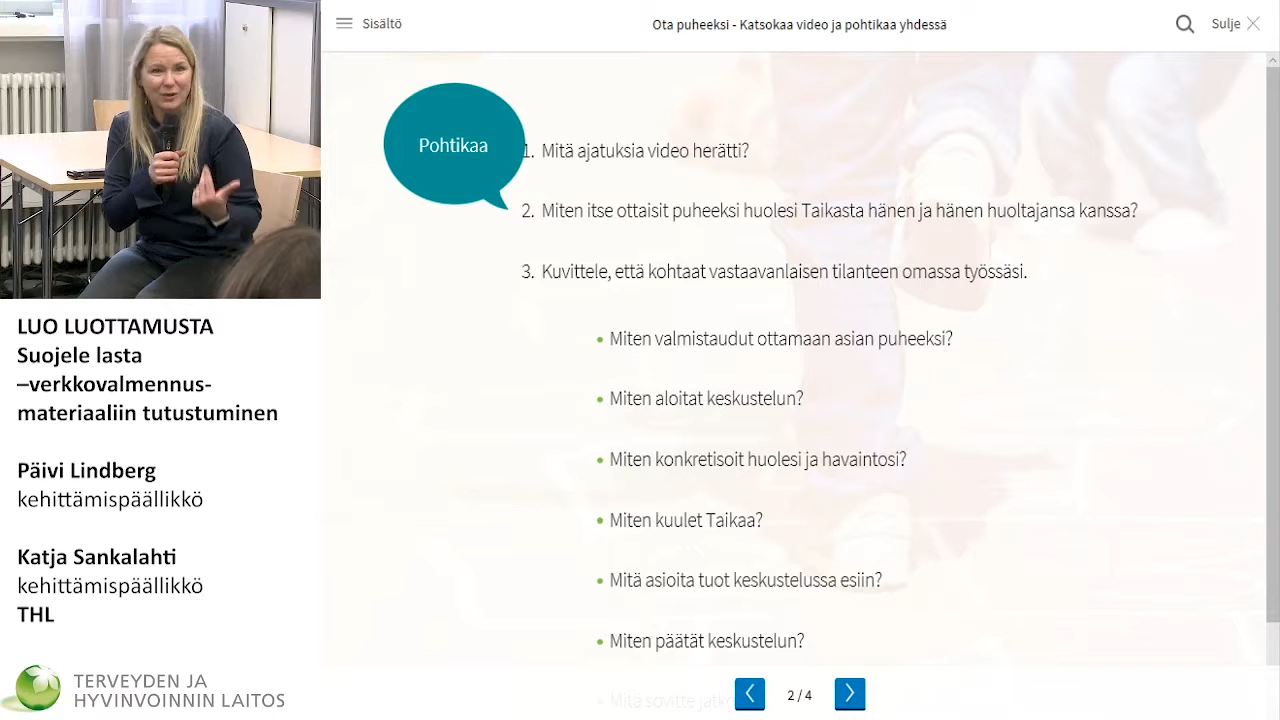 Sisältö
Ota puheeksi - Katsokaa video ja pohtikaa yhdessä
Sulje
Pohtikaa
1. Mitä ajatuksia video herätti?
2. Miten itse ottaisit puheeksi huolesi Taikasta hänen ja hänen huoltajansa kanssa?
3. Kuvittele, että kohtaat vastaavanlaisen tilanteen omassa työssäsi.
• Miten valmistaudut ottamaan asian puheeksi?
• Miten aloitat keskustelun?
• Miten konkretisoit huolesi ja havaintosi?
• Miten kuulet Taikaa?
• Mitä asioita tuot keskustelussa esiin?
• Miten päätät keskustelun?
Mitä sovitte
2 / 4
LUO LUOTTAMUSTA
Suojele lasta
–verkkovalmennus-
materiaaliin tutustuminen
Päivi Lindberg
kehittämispäällikkö
Katja Sankalahti
kehittämispäällikkö
THL
TERVEYDEN JA
HYVINVOINNIN LAITOS